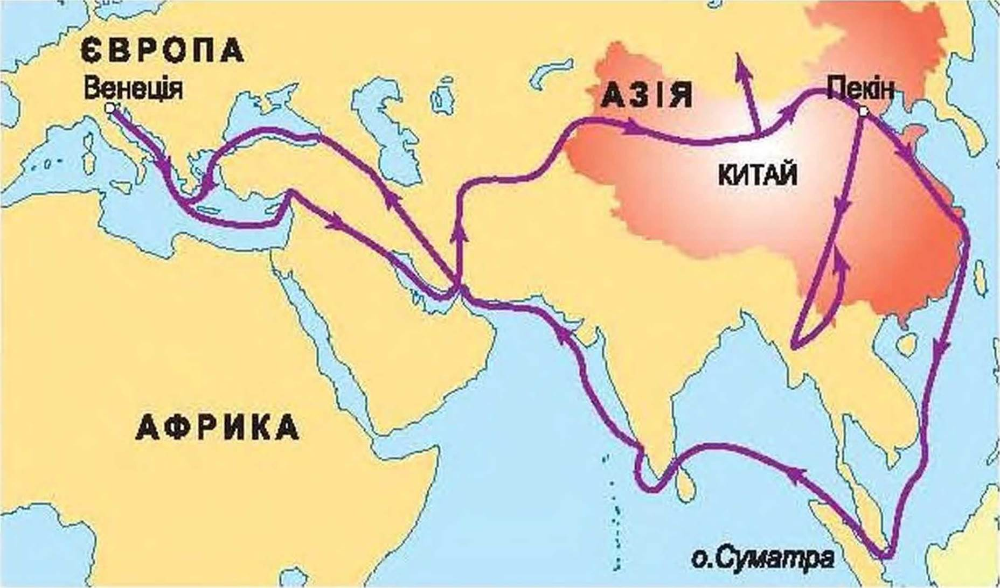 ЄВРОПА
Венеція
АЗІЯ
Пекін
КИТАЙ
АФРИКА
о.Суматра